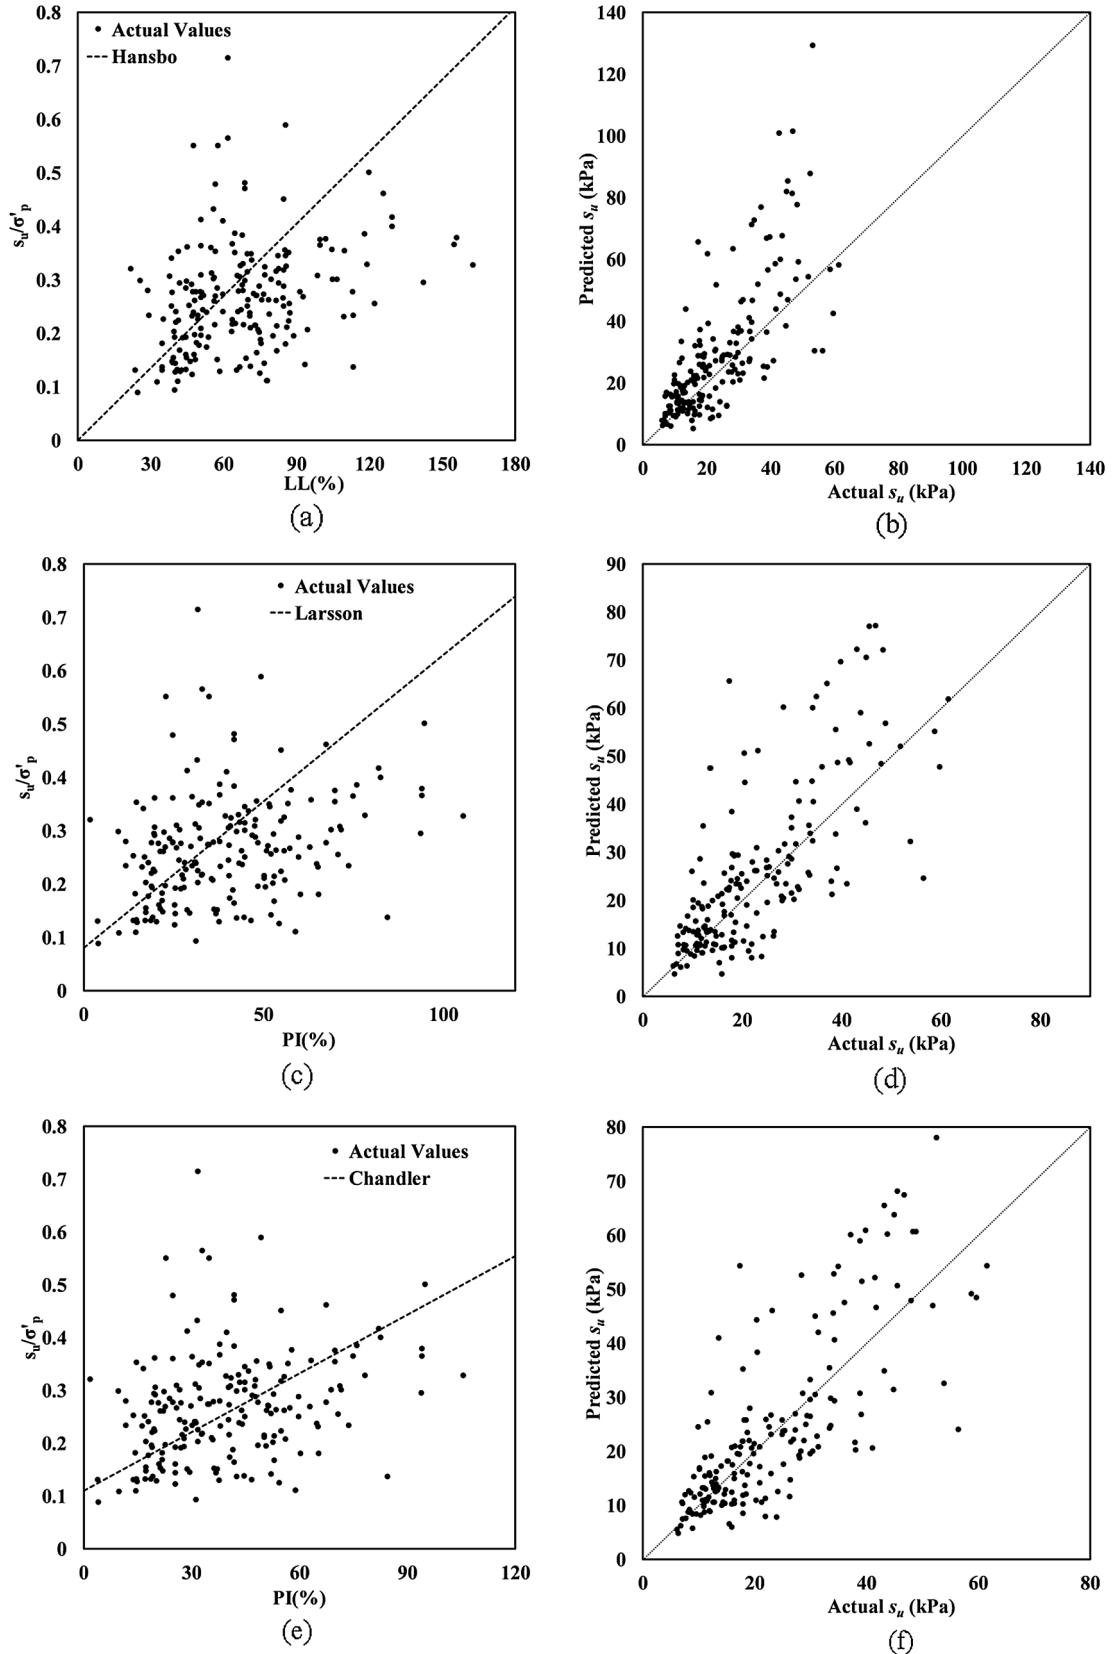 0.8
0.7
0.6
0.5
0.4
0.3
0.2
0.1
0
su/σ'p
Actual Values
Hansbo
0 30 60 90 120 150 180
LL(%)
(a)
140
120
100
80
60
40
20
0
Predicted su (kPa)
0 20 40 60 80 100 120 140
Actual su (kPa)
(b)
0.8
0.7
0.6
0.5
0.4
0.3
0.2
0.1
0
su/σ'p
Actual Values
Larsson
0 50 100
PI(%)
(c)
90
80
70
60
50
40
30
20
10
0
Predicted su (kPa)
0 20 40 60 80
Actual su (kPa)
(d)
0.8
0.7
0.6
0.5
0.4
0.3
0.2
0.1
0
su/σ'p
Actual Values
Chandler
0 30 60 90 120
PI(%)
(e)
80
70
60
50
40
30
20
10
0
Predicted su (kPa)
0 20 40 60 80
Actual su (kPa)
(f)